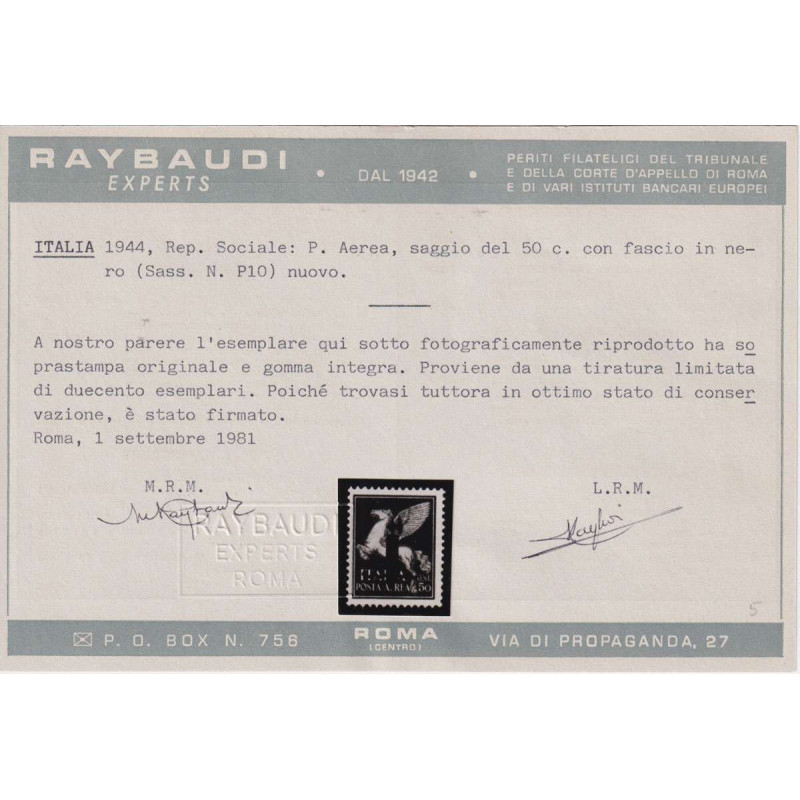 RAYBAUDI
EXPERTS
• DAL 1942 •
PERITI FILATELICI DEL TRIBUNALE
E DELLA CORTE D'APPELLO DI ROMA
E DI VARI ISTITUTI BANCARI EUROPEI
ITALIA 1944, Rep. Sociale: P. Aerea, saggio del 50 c. con fascio in ne-
ro (Sass. N. P10) nuovo.
A nostro parere l'esemplare qui sotto fotograficamente riprodotto ha so
prastampa originale e gomma integra. Proviene da una tiratura limitata
di duecento esemplari. Poiché trovasi tuttora in ottimo stato di conser
vazione, è stato firmato.
Roma, 1 settembre 1981
M.R.M.
L.R.M.
RAYBAUDI
EXPERTS
ROMA
ITALIA
POSTA AEREA 50
5
P. O. BOX N. 756
ROMA
(CENTRO)
VIA DI PROPAGANDA, 27